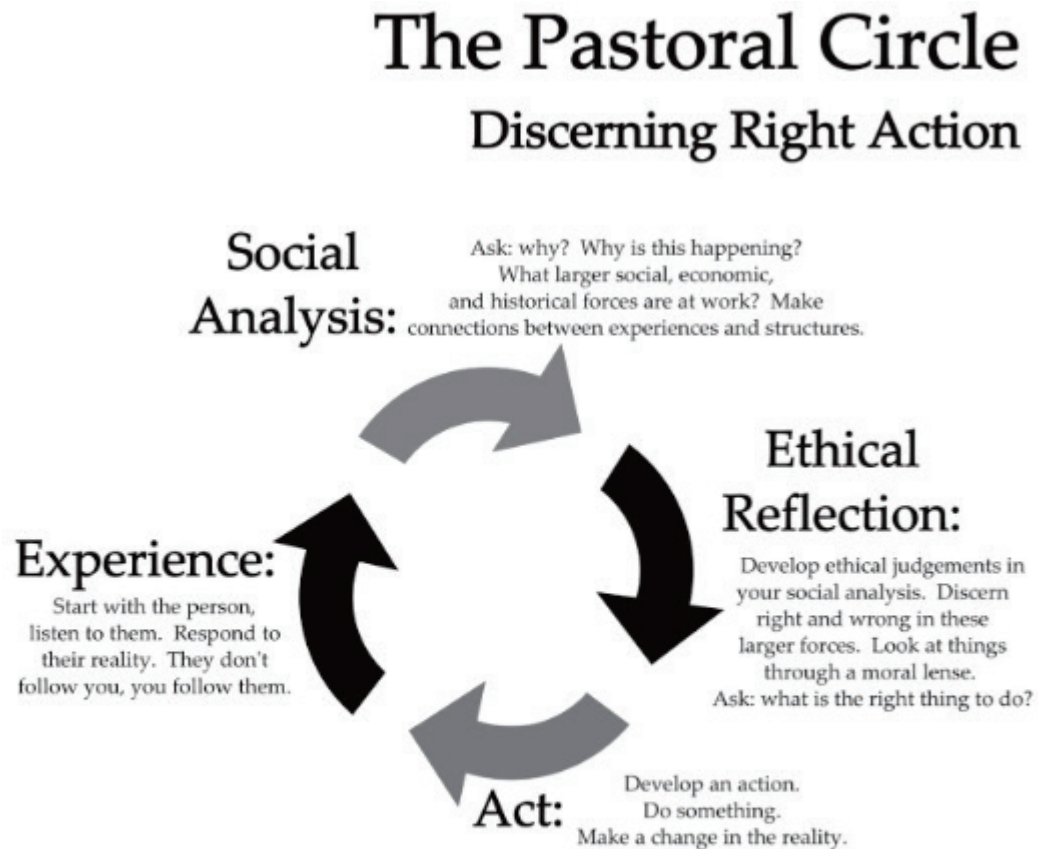 The Pastoral Circle
Discerning Right Action
Social
Analysis:
Ask: why? Why is this happening?
What larger social, economic,
and historical forces are at work? Make
connections between experiences and structures.
Ethical
Reflection:
Develop ethical judgements in
your social analysis. Discern
right and wrong in these
larger forces. Look at things
through a moral lense.
Ask: what is the right thing to do?
Act:
Develop an action.
Do something.
Make a change in the reality.
Experience:
Start with the person,
listen to them. Respond to
their reality. They don't
follow you, you follow them.